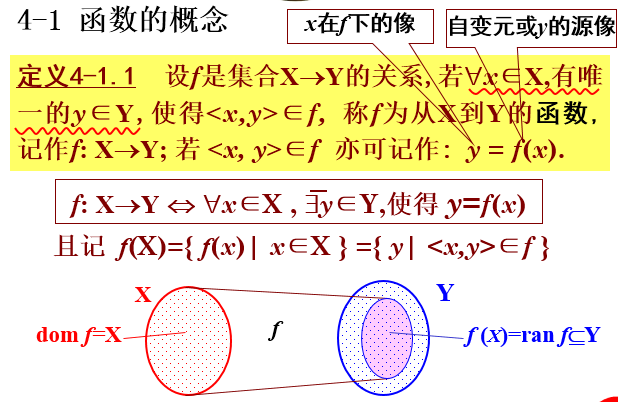 4-1 函数的概念
x在f下的像
自变元或y的源像
定义4-1.1 设f是集合X→Y的关系,若∀x∈X,有唯
一的y∈Y, 使得<x,y>∈f, 称f为从X到Y的函数,
记作f: X→Y; 若 <x, y>∈f 亦可记作: y = f(x).
f: X→Y ⇔ ∀x∈X , ∃̅y∈Y,使得 y=f(x)
且记 f(X)={ f(x) | x∈X } ={ y | <x,y>∈f }
X
Y
dom f=X
f
f (X)=ran f⊆Y